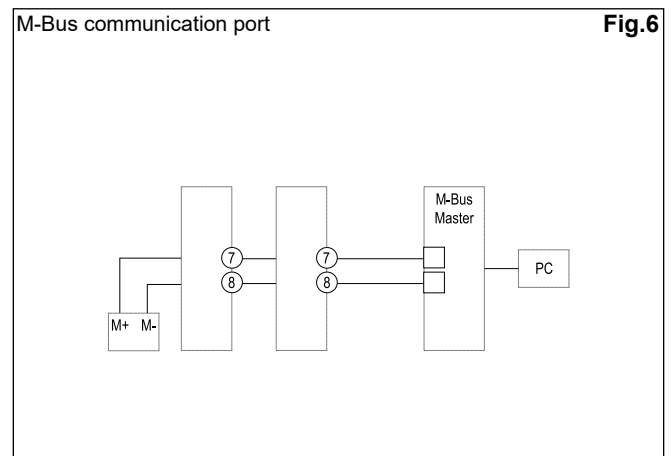 M-Bus communication port
Fig.6
M-Bus
Master
7
7
PC
8
8
M+ M-